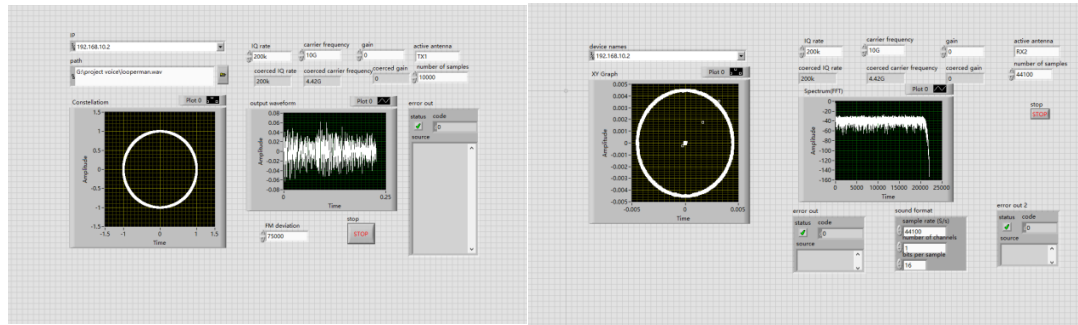 IP
192.168.10.2
path
G:\project voice\looperman.wav
IQ rate
200k
carrier frequency
10G
gain
0
active antenna
TX1
coerced IQ rate
200k
coerced carrier frequency
4.42G
coerced gain
0
number of samples
10000
Constellation
Plot 0
Amplitude
1.5-
1-
0.5-
0-
-0.5-
-1-
-1.5-
-1.5 -1 0 1 1.5
Time
output waveform
Plot 0
Amplitude
0.08-
0.06-
0.04-
0.02-
0-
-0.02-
-0.04-
-0.06-
-0.08-
0 0.25
Time
error out
status code
0
source
FM deviation
75000
stop
STOP
device names
192.168.10.2
XY Graph
Plot 0
Amplitude
0.005-
0.004-
0.003-
0.002-
0.001-
0-
-0.001-
-0.002-
-0.003-
-0.004-
-0.005-
-0.005 0 0.005
Time
IQ rate
200k
carrier frequency
10G
gain
0
active antenna
RX2
coerced IQ rate
200k
coerced carrier frequency
4.42G
coerced gain
0
number of samples
44100
Spectrum(FFT)
Plot 0
Amplitude
0-
-20-
-40-
-60-
-80-
-100-
-120-
-140-
-160-
0 5000 10000 15000 20000 25000
Time
stop
STOP
error out
status code
0
source
sound format
sample rate (S/s)
44100
number of channels
1
bits per sample
16
error out 2
status code
0
source